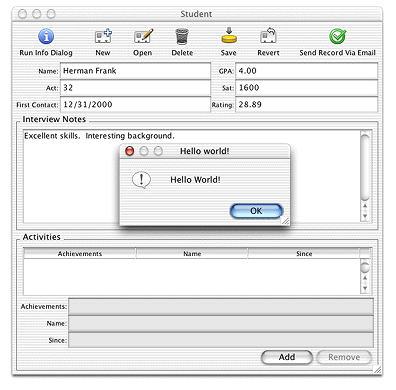 Student
Run Info Dialog New Open Delete Save Revert Send Record Via Email
Name: Herman Frank GPA: 4.00
Act: 32 Sat: 1600
First Contact: 12/31/2000 Rating: 28.89
Interview Notes
Excellent skills. Interesting background.
Hello world!
Hello World!
OK
Activities
Achievements Name Since
Achievements:
Name:
Since:
Add Remove